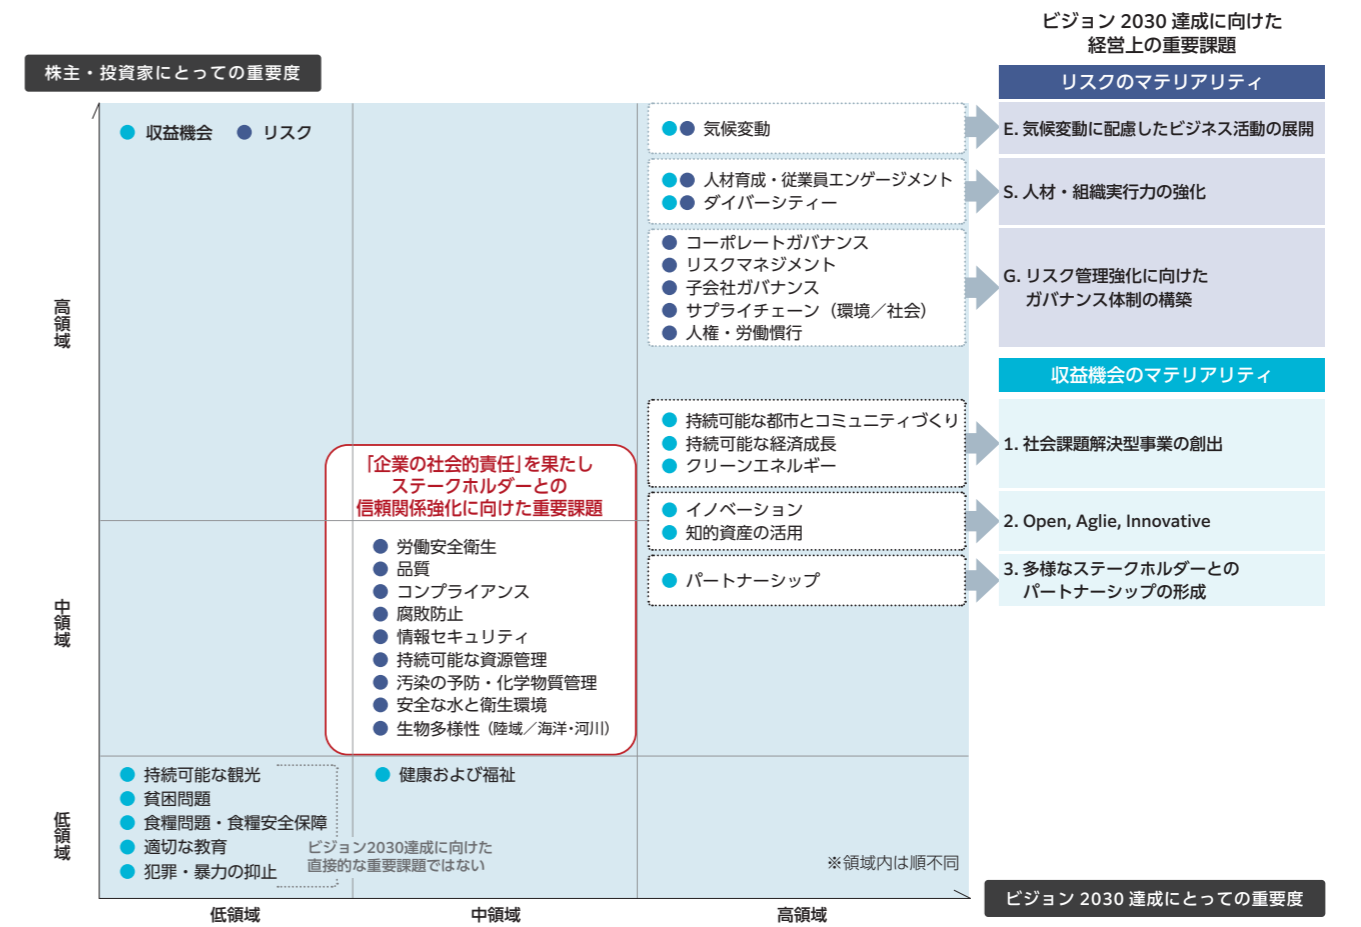 ビジョン 2030 達成に向けた
経営上の重要課題
株主・投資家にとっての重要度
リスクのマテリアリティ
収益機会
リスク
気候変動
E. 気候変動に配慮したビジネス活動の展開
人材育成・従業員エンゲージメント
ダイバーシティー
S. 人材・組織実行力の強化
コーポレートガバナンス
リスクマネジメント
子会社ガバナンス
サプライチェーン（環境／社会）
人権・労働慣行
G. リスク管理強化に向けた
ガバナンス体制の構築
高領域
収益機会のマテリアリティ
持続可能な都市とコミュニティづくり
持続可能な経済成長
クリーンエネルギー
1. 社会課題解決型事業の創出
「企業の社会的責任」を果たし
ステークホルダーとの
信頼関係強化に向けた重要課題
イノベーション
知的資産の活用
2. Open, Aglie, Innovative
パートナーシップ
3. 多様なステークホルダーとの
パートナーシップの形成
中領域
労働安全衛生
品質
コンプライアンス
腐敗防止
情報セキュリティ
持続可能な資源管理
汚染の予防・化学物質管理
安全な水と衛生環境
生物多様性（陸域／海洋・河川）
低領域
持続可能な観光
貧困問題
食糧問題・食糧安全保障
適切な教育
犯罪・暴力の抑止
健康および福祉
ビジョン2030達成に向けた
直接的な重要課題ではない
※領域内は順不同
ビジョン 2030 達成にとっての重要度
低領域
中領域
高領域